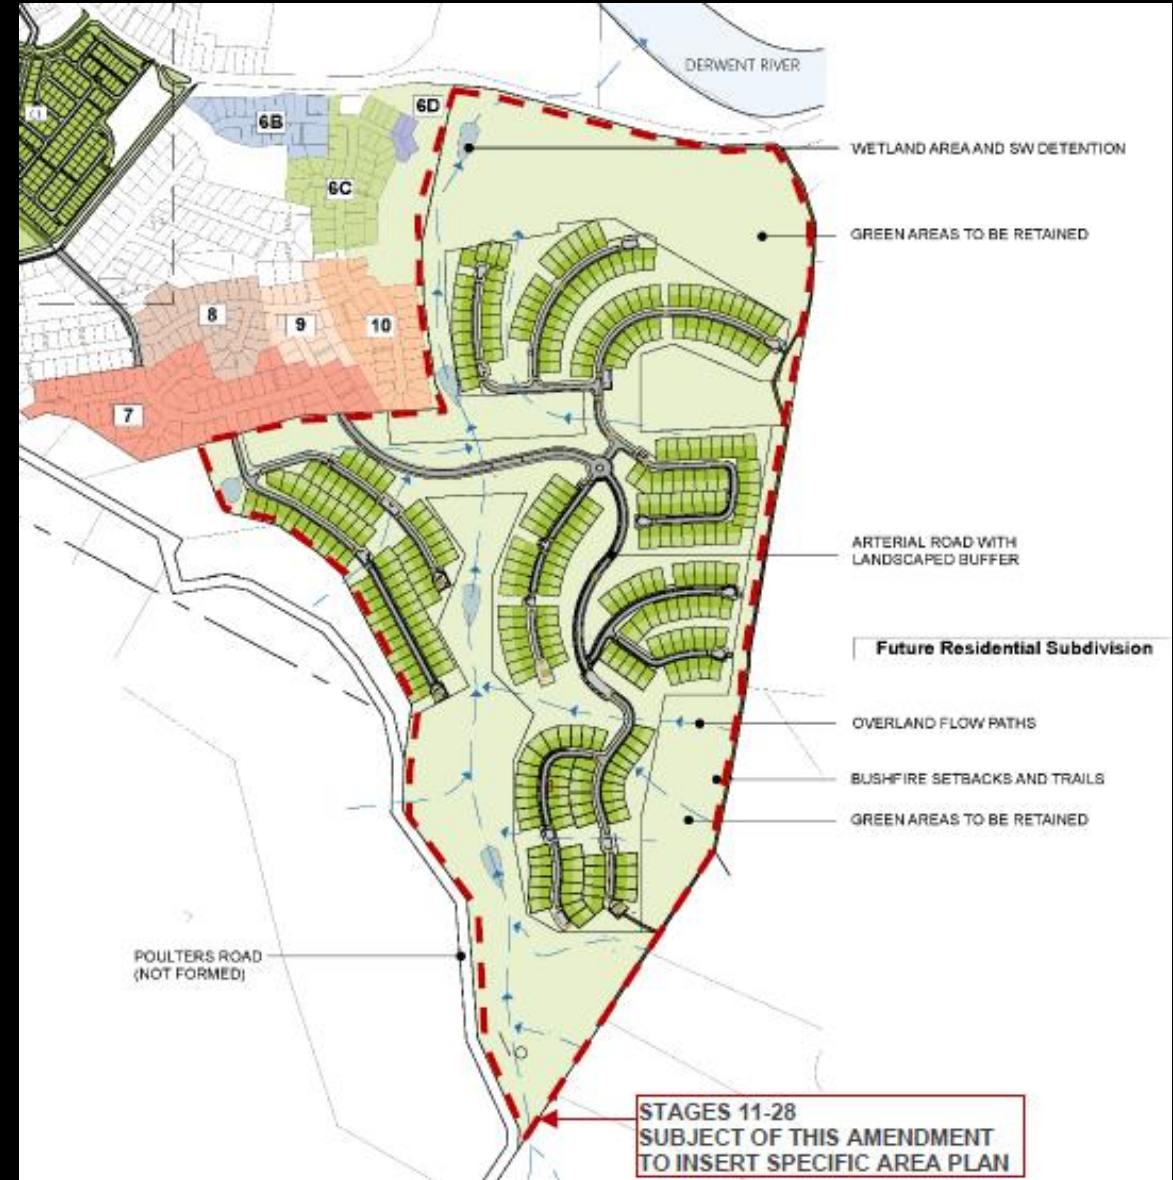 DERWENT RIVER
6D
6B
WETLAND AREA AND SW DETENTION
6C
GREEN AREAS TO BE RETAINED
8
9
10
7
ARTERIAL ROAD WITH
LANDSCAPED BUFFER
Future Residential Subdivision
OVERLAND FLOW PATHS
BUSHFIRE SETBACKS AND TRAILS
GREEN AREAS TO BE RETAINED
POULTERS ROAD
(NOT FORMED)
STAGES 11-28
SUBJECT OF THIS AMENDMENT
TO INSERT SPECIFIC AREA PLAN